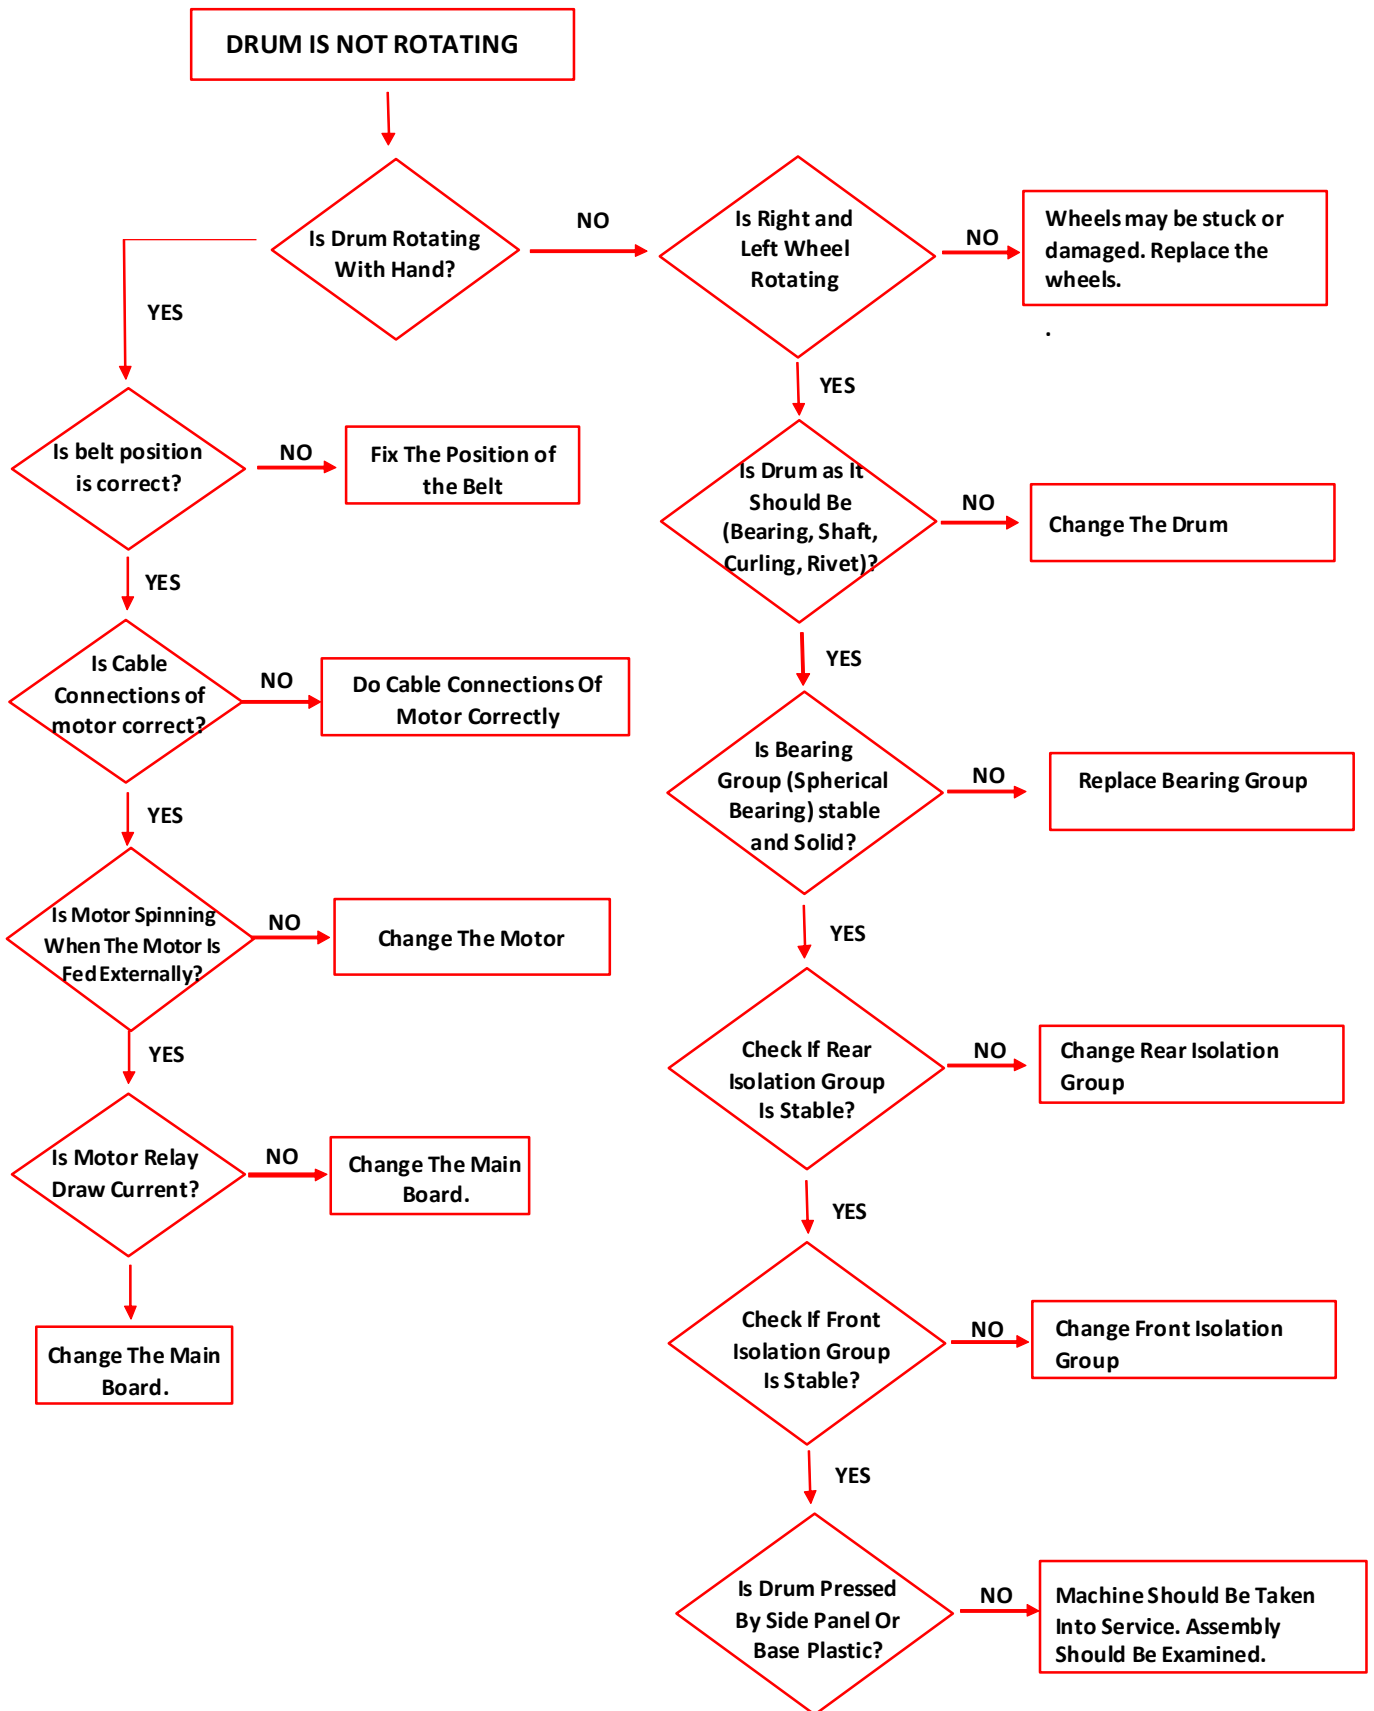 DRUM IS NOT ROTATING
Is Drum Rotating
With Hand?
NO
Is Right and
Left Wheel
Rotating
NO
Wheels may be stuck or
damaged. Replace the
wheels.
.
YES
YES
Is belt position
is correct?
NO
Fix The Position of
the Belt
Is Drum as It
Should Be
(Bearing, Shaft,
Curling, Rivet)?
NO
Change The Drum
YES
YES
Is Cable
Connections of
motor correct?
NO
Do Cable Connections Of
Motor Correctly
Is Bearing
Group (Spherical
Bearing) stable
and Solid?
NO
Replace Bearing Group
YES
YES
Is Motor Spinning
When The Motor Is
Fed Externally?
NO
Change The Motor
Check If Rear
Isolation Group
Is Stable?
NO
Change Rear Isolation
Group
YES
YES
Is Motor Relay
Draw Current?
NO
Change The Main
Board.
Check If Front
Isolation Group
Is Stable?
NO
Change Front Isolation
Group
Change The Main
Board.
YES
Is Drum Pressed
By Side Panel Or
Base Plastic?
NO
Machine Should Be Taken
Into Service. Assembly
Should Be Examined.